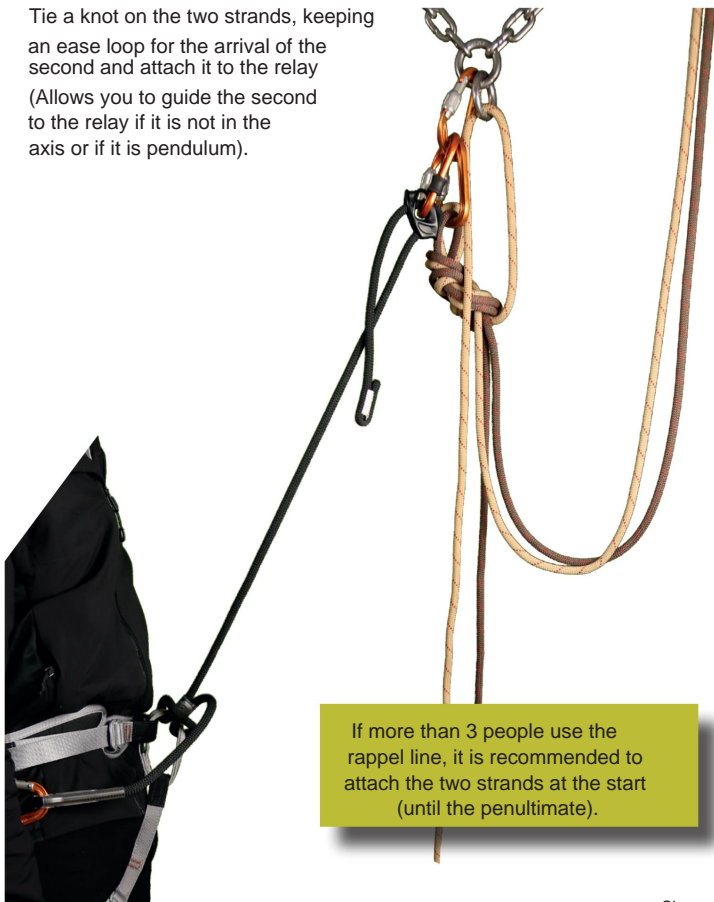 Tie a knot on the two strands, keeping
an ease loop for the arrival of the
second and attach it to the relay
(Allows you to guide the second
to the relay if it is not in the
axis or if it is pendulum).
If more than 3 people use the
rappel line, it is recommended to
attach the two strands at the start
(until the penultimate).